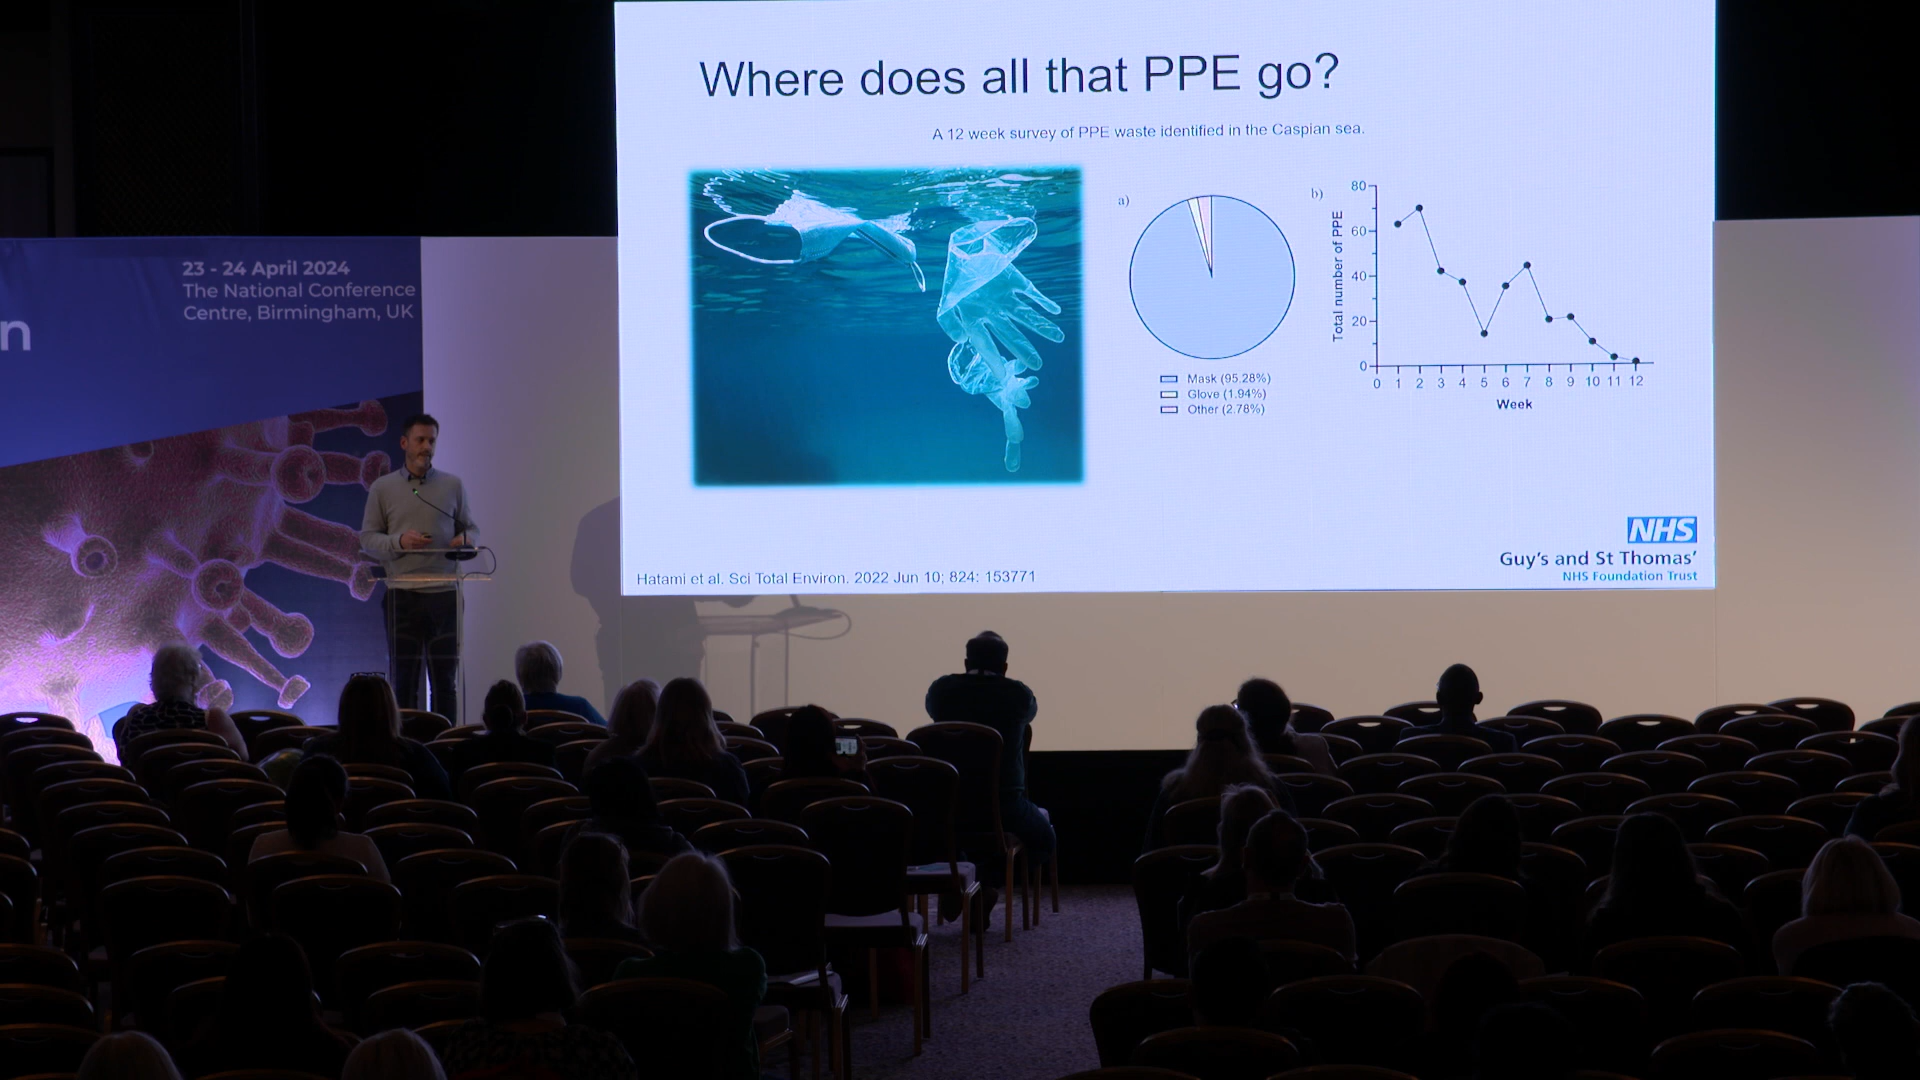 Where does all that PPE go?
A 12 week survey of PPE waste identified in the Caspian sea.
a)
Mask (95.28%)
Glove (1.94%)
Other (2.78%)
b)
Total number of PPE
80
60
40
20
0
0 1 2 3 4 5 6 7 8 9 10 11 12
Week
NHS
Guy's and St Thomas'
NHS Foundation Trust
Hatami et al. Sci Total Environ. 2022 Jun 10; 824: 153771
23 - 24 April 2024
The National Conference
Centre, Birmingham, UK
n